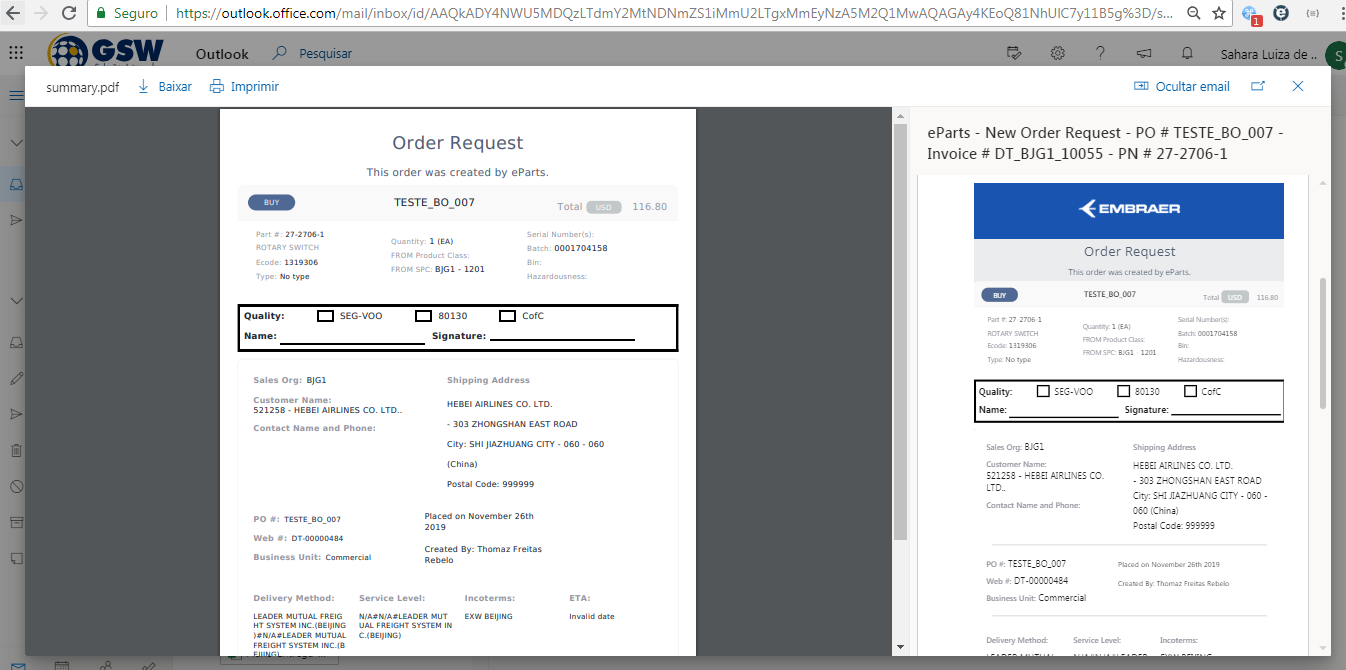 Seguro
https://outlook.office.com/mail/inbox/id/AAQkADY4NWU5MDQzLTdmY2MtNDNmZS1iMmU2LTgxMmEyNzA5M2Q1MwAQAGAy4KEoQ81NhUIC7y11B5g%3D/s...
1
GSW
Outlook
Pesquisar
Sahara Luiza de ..
S
summary.pdf
Baixar
Imprimir
Ocultar email
Order Request
This order was created by eParts.
BUY
TESTE_BO_007
Total USD 116.80
Part #: 27-2706-1
ROTARY SWITCH
Ecode: 1319306
Type: No type
Quantity: 1 (EA)
FROM Product Class:
FROM SPC: BJG1 - 1201
Serial Number(s):
Batch: 0001704158
Bin:
Hazardousness:
Quality: SEG-VOO 80130 CofC
Name: Signature:
Sales Org: BJG1
Customer Name:
521258 - HEBEI AIRLINES CO. LTD..
Contact Name and Phone:
Shipping Address
HEBEI AIRLINES CO. LTD.
- 303 ZHONGSHAN EAST ROAD
City: SHI JIAZHUANG CITY - 060 - 060
(China)
Postal Code: 999999
PO #: TESTE_BO_007
Web #: DT-00000484
Business Unit: Commercial
Placed on November 26th
2019
Created By: Thomaz Freitas
Rebelo
Delivery Method:
LEADER MUTUAL FREIG
HT SYSTEM INC.(BEIJING
)#N/A#LEADER MUTUAL
FREIGHT SYSTEM INC.(B
EIJING)
Service Level:
N/A#N/A#LEADER MUT
UAL FREIGHT SYSTEM IN
C.(BEIJING)
Incoterms:
EXW BEIJING
ETA:
Invalid date
eParts - New Order Request - PO # TESTE_BO_007 -
Invoice # DT_BJG1_10055 - PN # 27-2706-1
EMBRAER
Order Request
This order was created by eParts.
BUY
TESTE_BO_007
Total USD 116.80
Part #: 27-2706-1
ROTARY SWITCH
Ecode: 1319306
Type: No type
Quantity: 1 (EA)
FROM Product Class:
FROM SPC: BJG1 - 1201
Serial Number(s):
Batch: 0001704158
Bin:
Hazardousness:
Quality: SEG-VOO 80130 CofC
Name: Signature:
Sales Org: BJG1
Customer Name:
521258 - HEBEI AIRLINES CO.
LTD..
Contact Name and Phone:
Shipping Address
HEBEI AIRLINES CO. LTD.
- 303 ZHONGSHAN EAST ROAD
City: SHI JIAZHUANG CITY - 060 -
060 (China)
Postal Code: 999999
PO #: TESTE_BO_007
Web #: DT-00000484
Business Unit: Commercial
Placed on November 26th 2019
Created By: Thomaz Freitas Rebelo
Delivery Method:
LEADER MUTUAL
Service Level:
N/A#N/A#LEADER
Incoterms:
EXW BEIJING